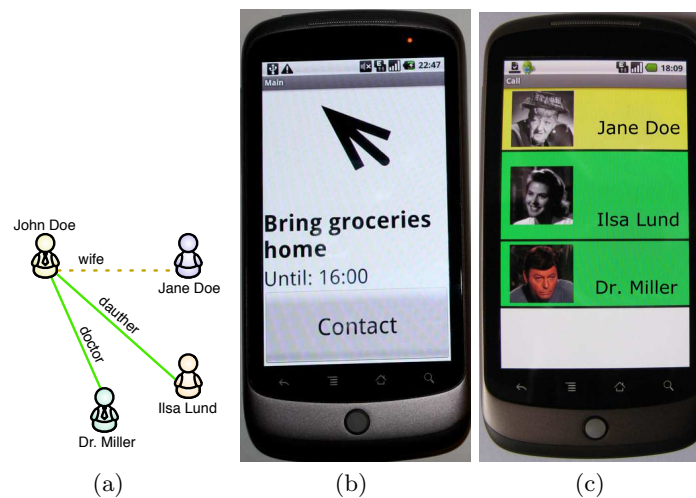 John Doe
wife
Jane Doe
dauther
doctor
Ilsa Lund
Dr. Miller
(a)
22:47
Main
Bring groceries
home
Until: 16:00
Contact
(b)
18:09
Call
Jane Doe
Ilsa Lund
Dr. Miller
(c)